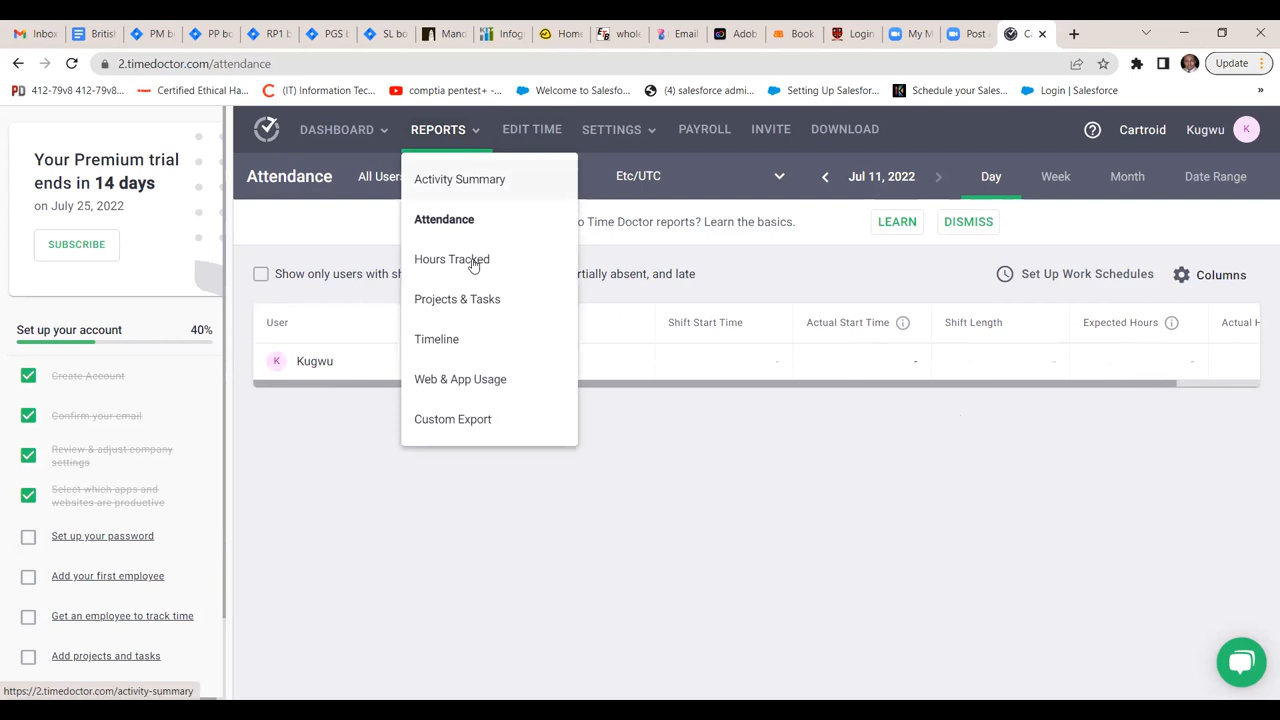 Inbox
British
PM b
PP bo
RP1 b
PGS b
SL bo
Mano
Infog
Home
whole
Email
Adob
Book
Login
My M
Post
Ca
2.timedoctor.com/attendance
Update
412-79v8 412-79v8...
Certified Ethical Ha...
(IT) Information Tec...
comptia pentest+ -...
Welcome to Salesfo...
(4) salesforce admi...
Setting Up Salesfor...
Schedule your Sales...
Login | Salesforce
»
Your Premium trial
ends in 14 days
on July 25, 2022
SUBSCRIBE
Set up your account 40%
Create Account
Confirm your email
Review & adjust company
settings
Select which apps and
websites are productive
Set up your password
Add your first employee
Get an employee to track time
Add projects and tasks
https://2.timedoctor.com/activity-summary
DASHBOARD
REPORTS
EDIT TIME
SETTINGS
PAYROLL
INVITE
DOWNLOAD
Cartroid
Kugwu
K
Attendance
All Users
Etc/UTC
Jul 11, 2022
Day
Week
Month
Date Range
Activity Summary
Attendance
Hours Tracked
Projects & Tasks
Timeline
Web & App Usage
Custom Export
o Time Doctor reports? Learn the basics.
LEARN
DISMISS
Show only users with sh
rtially absent, and late
Set Up Work Schedules
Columns
User
Shift Start Time
Actual Start Time
Shift Length
Expected Hours
Actual H
K
Kugwu
-
-
-
-